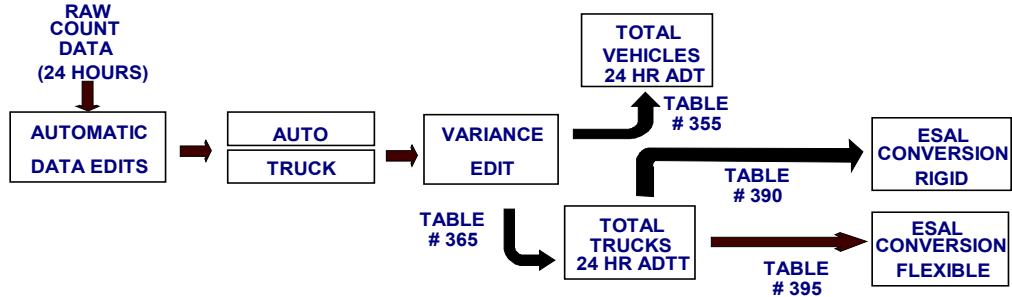 RAW
COUNT
DATA
(24 HOURS)
AUTOMATIC
DATA EDITS
AUTO
TRUCK
VARIANCE
EDIT
TOTAL
VEHICLES
24 HR ADT
TABLE
# 355
TABLE
# 365
TOTAL
TRUCKS
24 HR ADTT
TABLE
# 390
ESAL
CONVERSION
RIGID
TABLE
# 395
ESAL
CONVERSION
FLEXIBLE